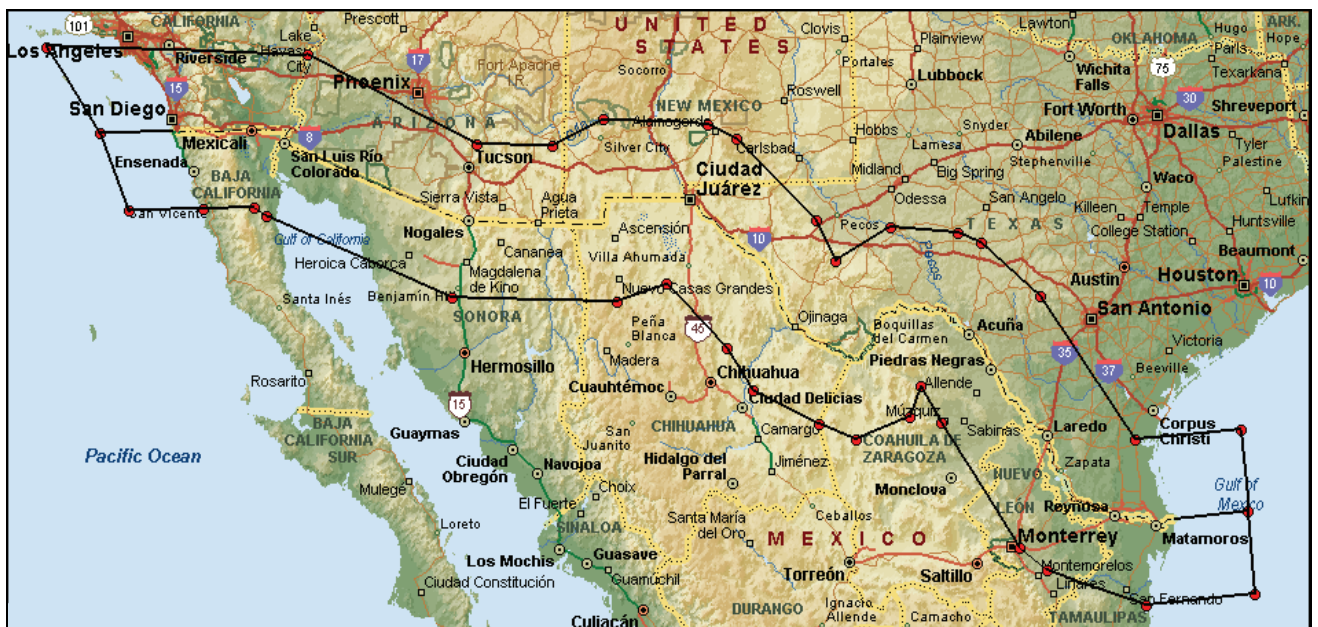 CALIFORNIA
101
Los Angeles
Riverside
Lake
Havasu
City
Prescott
17
Fort Apache
I.R.
Phoenix
ARIZONA
15
San Diego
8
Mexicali
San Luis Río
Colorado
Ensenada
BAJA
CALIFORNIA
San Vicente
Gulf of California
Tucson
Sierra Vista
Agua
Prieta
Nogales
Cananea
Heroica Caborca
Magdalena
de Kino
Benjamín Hill
SONORA
Santa Inés
Hermosillo
15
Rosarito
BAJA
CALIFORNIA
SUR
Guaymas
Pacific Ocean
Ciudad
Obregón
Navojoa
Mulegé
El Fuerte
Choix
Loreto
SINALOA
Los Mochis
Guasave
Guamúchil
Ciudad Constitución
Culiacán
UNITED
STATES
Socorro
NEW MEXICO
Clovis
Portales
Roswell
Alamogordo
Gila
Silver City
Carlsbad
Hobbs
Ciudad
Juárez
Ascensión
Villa Ahumada
10
Nuevo Casas Grandes
Peña
Blanca
45
Madera
Ojinaga
Chihuahua
Cuauhtémoc
Ciudad Delicias
CHIHUAHUA
Camargo
San
Juanito
Hidalgo del
Parral
Jiménez
Santa María
del Oro
Ceballos
MEXICO
Torreón
DURANGO
Ignacio
Allende
Camacho
Saltillo
Lawton
OKLAHOMA
Hugo
ARK.
Hope
Plainview
Paris
75
Texarkana
Wichita
Falls
Lubbock
30
Fort Worth
Shreveport
Dallas
Snyder
Abilene
Lamesa
Stephenville
Tyler
Palestine
Midland
Big Spring
Waco
Odessa
San Angelo
Killeen
Temple
Lufkin
Pecos
TEXAS
College Station
Huntsville
Beaumont
Pecos
Austin
Houston
10
San Antonio
Boquillas
del Carmen
Acuña
Victoria
35
37
Piedras Negras
Beeville
Allende
Múzquiz
Sabinas
Laredo
Corpus
Christi
COAHUILA DE
ZARAGOZA
Zapata
NUEVO
LEÓN
Monclova
Gulf of
Mexico
Reynosa
Matamoros
Monterrey
Montemorelos
Linares
San Fernando
TAMAULIPAS